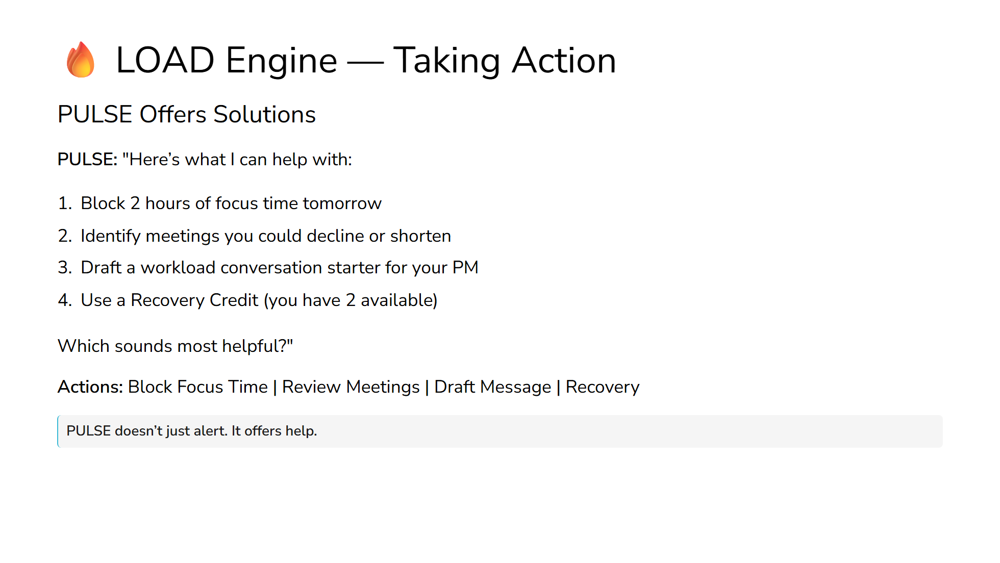 🔥 LOAD Engine — Taking Action
PULSE Offers Solutions
PULSE: "Here’s what I can help with:
1. Block 2 hours of focus time tomorrow
2. Identify meetings you could decline or shorten
3. Draft a workload conversation starter for your PM
4. Use a Recovery Credit (you have 2 available)
Which sounds most helpful?"
Actions: Block Focus Time | Review Meetings | Draft Message | Recovery
PULSE doesn’t just alert. It offers help.